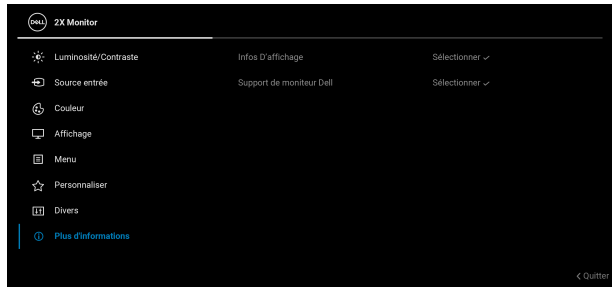 DELL 2X Monitor
Luminosité/Contraste Infos D'affichage Sélectionner ✓
Source entrée Support de moniteur Dell Sélectionner ✓
Couleur
Affichage
Menu
Personnaliser
Divers
Plus d'informations
< Quitter